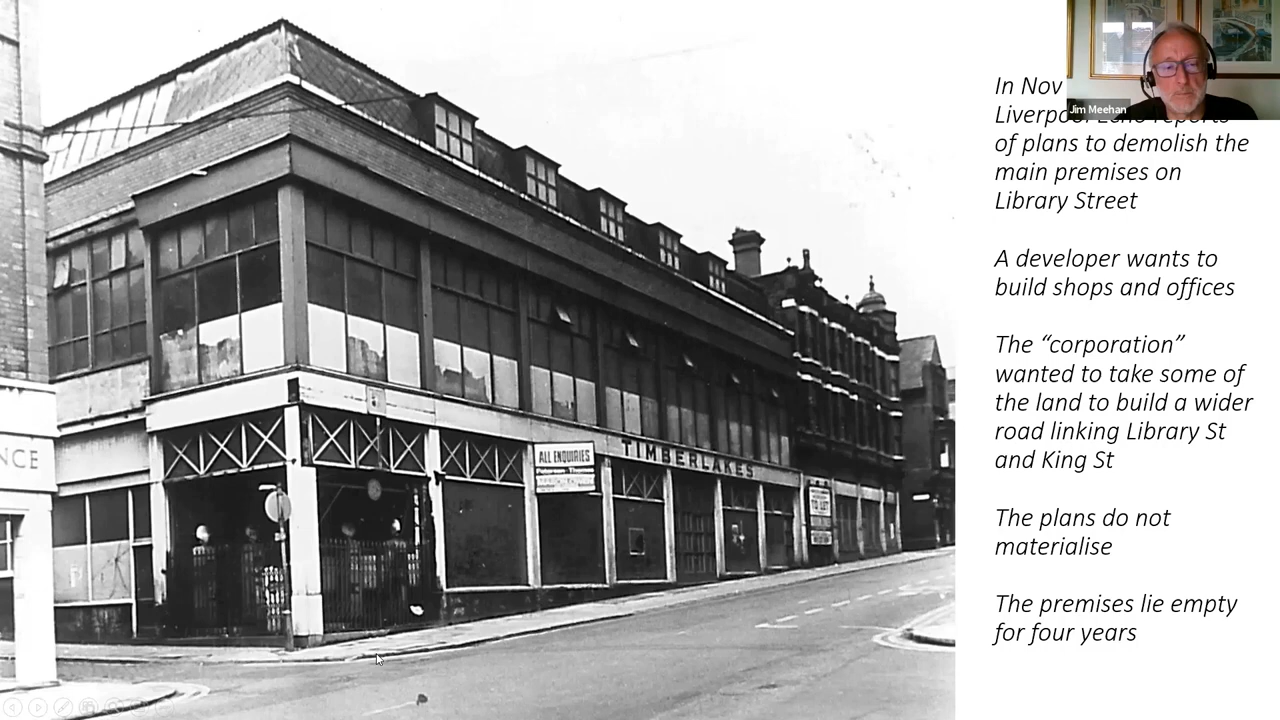 In Nov
Liverpool Echo reports
of plans to demolish the
main premises on
Library Street
A developer wants to
build shops and offices
The “corporation”
wanted to take some of
the land to build a wider
road linking Library St
and King St
The plans do not
materialise
The premises lie empty
for four years
Jim Meehan
ALL ENQUIRIES
TIMBERLAKES
TO LET
NCE